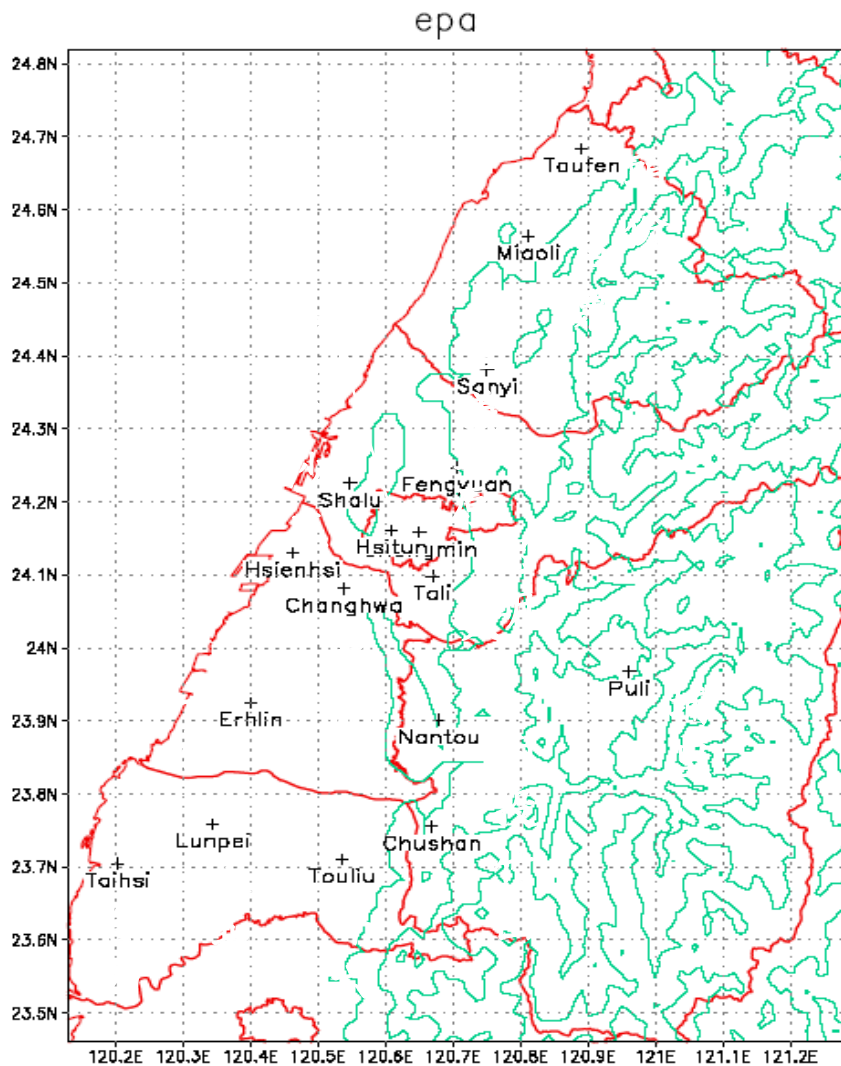 epa
24.8N
24.7N
Taufen
24.6N
Miaoli
24.5N
24.4N
Sanyi
24.3N
Fengyuan
Shalu
24.2N
Hsitun
ymin
Hsienhsi
24.1N
Tali
Changhwa
24N
Puli
23.9N
Erhlin
Nantou
23.8N
Lunpei
Chushan
23.7N
Taihsi
Touliu
23.6N
23.5N
120.2E 120.3E 120.4E 120.5E 120.6E 120.7E 120.8E 120.9E 121E 121.1E 121.2E